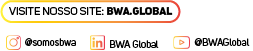 VISITE NOSSO SITE: BWA.GLOBAL
@somosbwa BWA Global @BWAGlobal